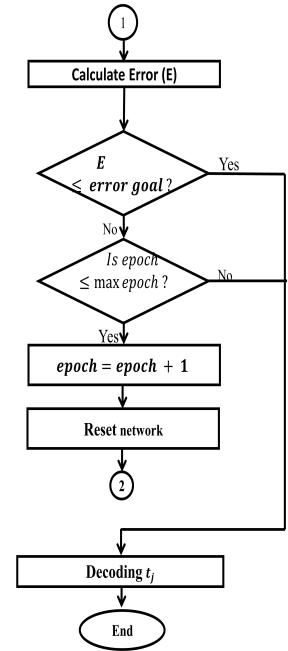 1
Calculate Error (E)
E
≤ error goal ?
Yes
No
Is epoch
≤ max epoch ?
No
Yes
epoch = epoch + 1
Reset network
2
Decoding tj
End